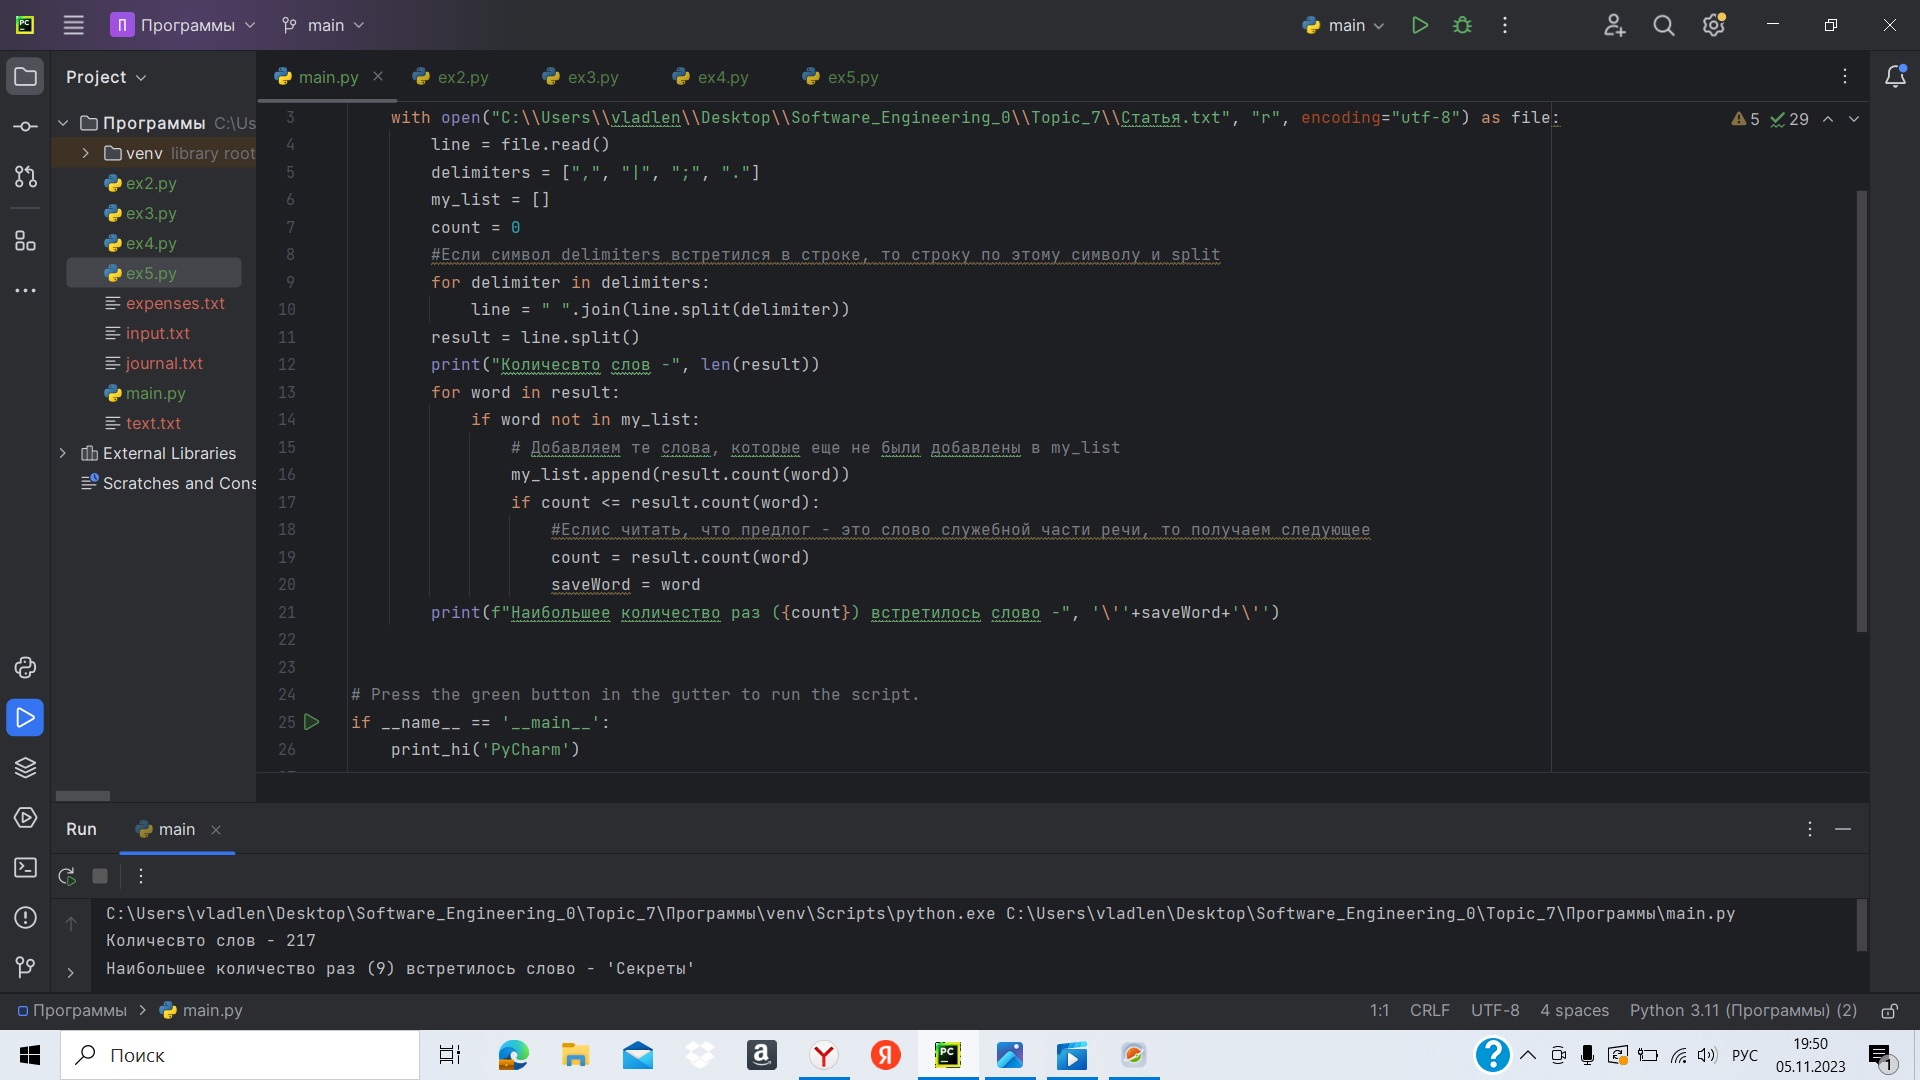 П Программы main main
Project
main.py ex2.py ex3.py ex4.py ex5.py
Программы C:\Us
venv library root
ex2.py
ex3.py
ex4.py
ex5.py
expenses.txt
input.txt
journal.txt
main.py
text.txt
External Libraries
Scratches and Cons
5 29
3 with open("C:\\Users\\vladlen\\Desktop\\Software_Engineering_0\\Topic_7\\Статья.txt", "r", encoding="utf-8") as file:
4 line = file.read()
5 delimiters = [",", "|", ";", "."]
6 my_list = []
7 count = 0
8 #Если символ delimiters встретился в строке, то строку по этому символу и split
9 for delimiter in delimiters:
10 line = " ".join(line.split(delimiter))
11 result = line.split()
12 print("Количесвто слов -", len(result))
13 for word in result:
14 if word not in my_list:
15 # Добавляем те слова, которые еще не были добавлены в my_list
16 my_list.append(result.count(word))
17 if count <= result.count(word):
18 #Еслис читать, что предлог - это слово служебной части речи, то получаем следующее
19 count = result.count(word)
20 saveWord = word
21 print(f"Наибольшее количество раз ({count}) встретилось слово -", '\''+saveWord+'\'')
22
23
24 # Press the green button in the gutter to run the script.
25 if __name__ == '__main__':
26 print_hi('PyCharm')
Run main
C:\Users\vladlen\Desktop\Software_Engineering_0\Topic_7\Программы\venv\Scripts\python.exe C:\Users\vladlen\Desktop\Software_Engineering_0\Topic_7\Программы\main.py
Количесвто слов - 217
Наибольшее количество раз (9) встретилось слово - 'Секреты'
Программы main.py 1:1 CRLF UTF-8 4 spaces Python 3.11 (Программы) (2)
Поиск
РУС 19:50
05.11.2023
1